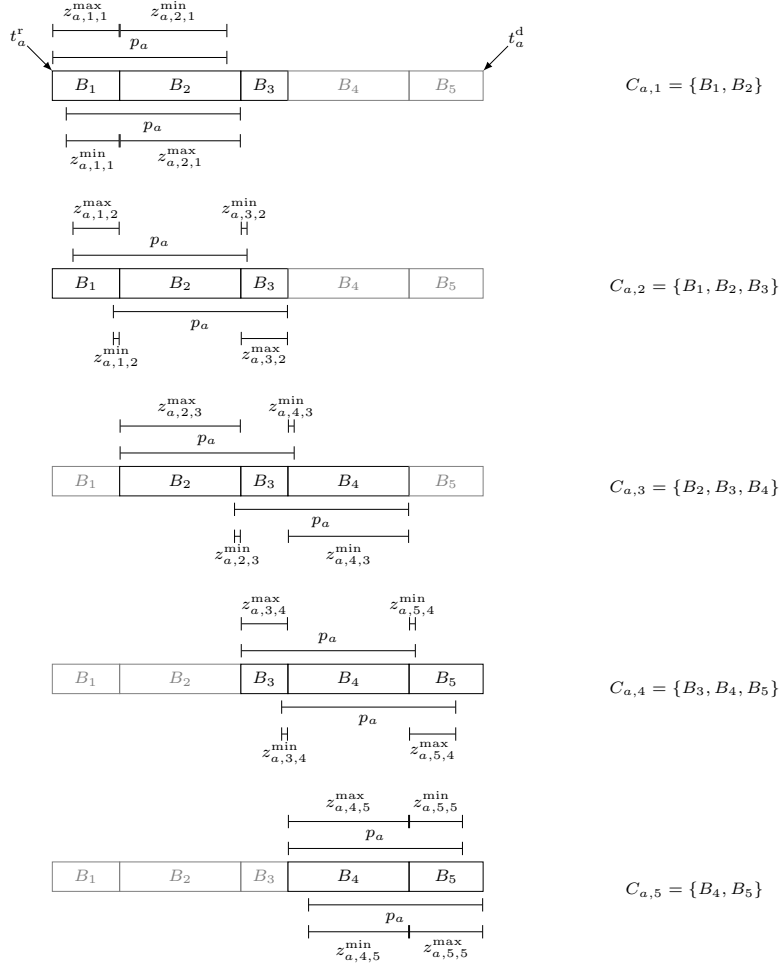 z^max_{a,1,1} z^min_{a,2,1}
t^r_a p_a t^d_a
B_1 B_2 B_3 B_4 B_5 C_{a,1} = {B_1, B_2}
p_a
z^min_{a,1,1} z^max_{a,2,1}
z^max_{a,1,2} z^min_{a,3,2}
p_a
B_1 B_2 B_3 B_4 B_5 C_{a,2} = {B_1, B_2, B_3}
p_a
z^min_{a,1,2} z^max_{a,3,2}
z^max_{a,2,3} z^min_{a,4,3}
p_a
B_1 B_2 B_3 B_4 B_5 C_{a,3} = {B_2, B_3, B_4}
p_a
z^min_{a,2,3} z^max_{a,4,3}
z^max_{a,3,4} z^min_{a,5,4}
p_a
B_1 B_2 B_3 B_4 B_5 C_{a,4} = {B_3, B_4, B_5}
p_a
z^min_{a,3,4} z^max_{a,5,4}
z^max_{a,4,5} z^min_{a,5,5}
p_a
B_1 B_2 B_3 B_4 B_5 C_{a,5} = {B_4, B_5}
p_a
z^min_{a,4,5} z^max_{a,5,5}